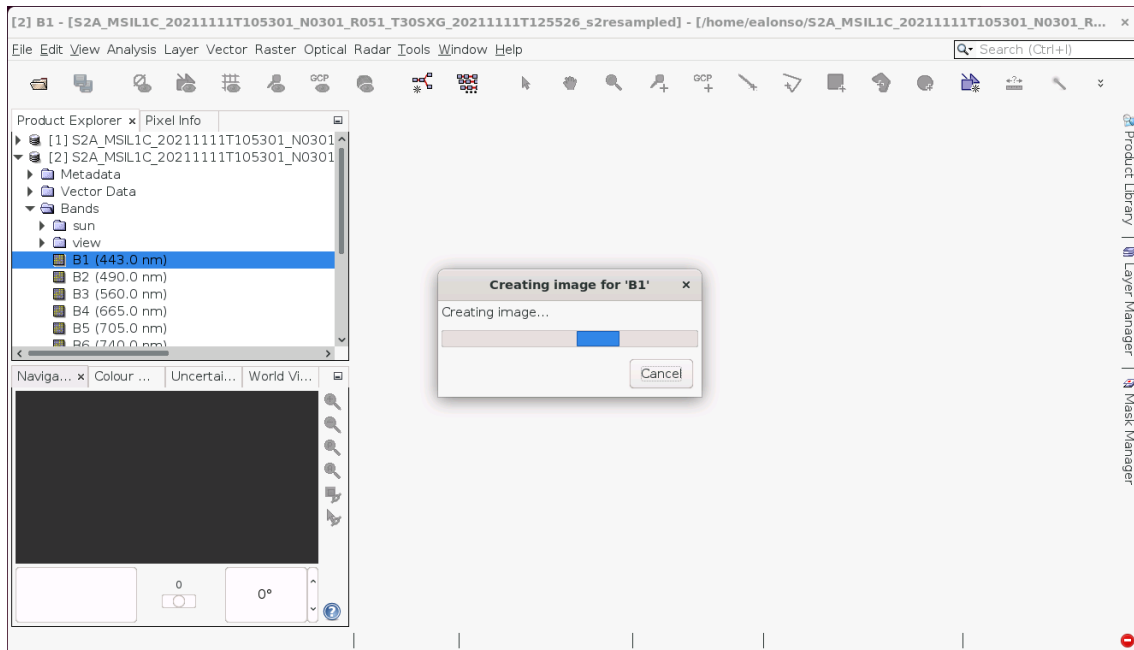 [2] B1 - [S2A_MSIL1C_20211111T105301_N0301_R051_T30SXG_20211111T125526_s2resampled] - [/home/ealonso/S2A_MSIL1C_20211111T105301_N0301_R...
File Edit View Analysis Layer Vector Raster Optical Radar Tools Window Help
Search (Ctrl+I)
GCP
GCP
Product Explorer
Pixel Info
[1] S2A_MSIL1C_20211111T105301_N0301
[2] S2A_MSIL1C_20211111T105301_N0301
Metadata
Vector Data
Bands
sun
view
B1 (443.0 nm)
B2 (490.0 nm)
B3 (560.0 nm)
B4 (665.0 nm)
B5 (705.0 nm)
B6 (740.0 nm)
Naviga...
Colour ...
Uncertai...
World Vi...
0
0°
Creating image for 'B1'
Creating image...
Cancel
Product Library
Layer Manager
Mask Manager